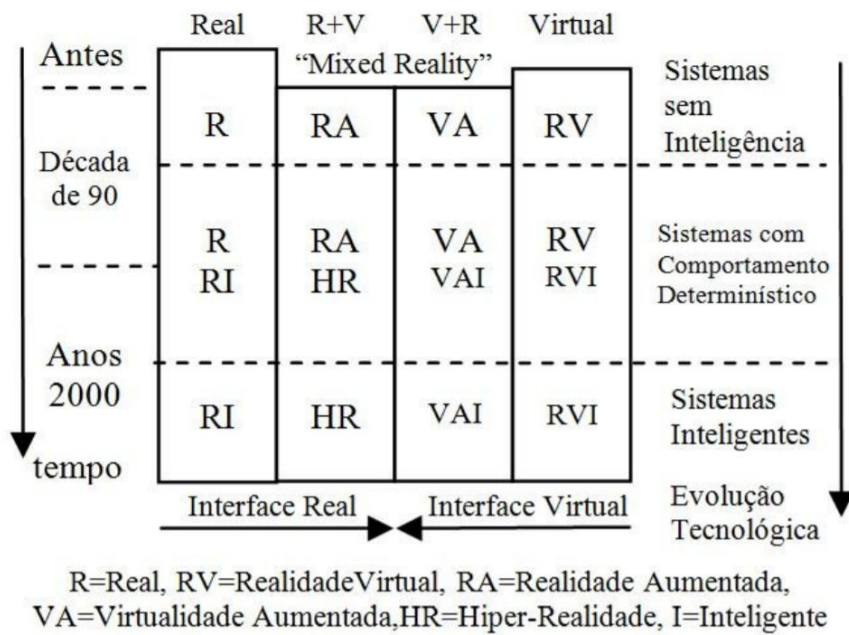 Real R+V V+R Virtual
Antes “Mixed Reality” Sistemas
sem
R RA VA RV Inteligência
Década
de 90
R RA VA RV Sistemas com
RI HR VAI RVI Comportamento
Determinístico
Anos
2000 Sistemas
RI HR VAI RVI Inteligentes
tempo
Interface Real Interface Virtual Evolução
Tecnológica
R=Real, RV=RealidadeVirtual, RA=Realidade Aumentada,
VA=Virtualidade Aumentada,HR=Hiper-Realidade, I=Inteligente